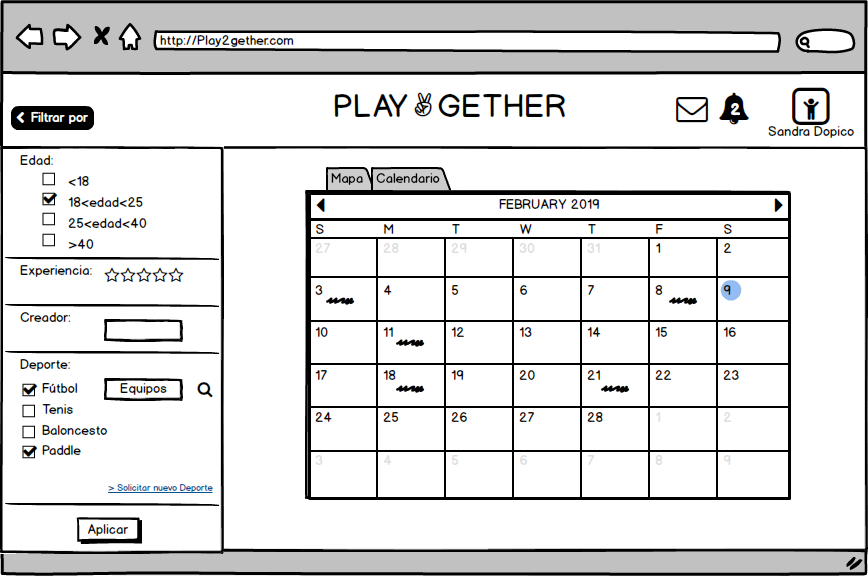 http://Play2gether.com
Filtrar por
PLAY GETHER
2
Sandra Dopico
Edad:
<18
18<edad<25
25<edad<40
>40
Experiencia:
Creador:
Deporte:
Fútbol
Equipos
Tenis
Baloncesto
Paddle
> Solicitar nuevo Deporte
Aplicar
Mapa Calendario
FEBRUARY 2019
S M T W T F S
27 28 29 30 31 1 2
3 4 5 6 7 8 9
10 11 12 13 14 15 16
17 18 19 20 21 22 23
24 25 26 27 28 1 2
3 4 5 6 7 8 9